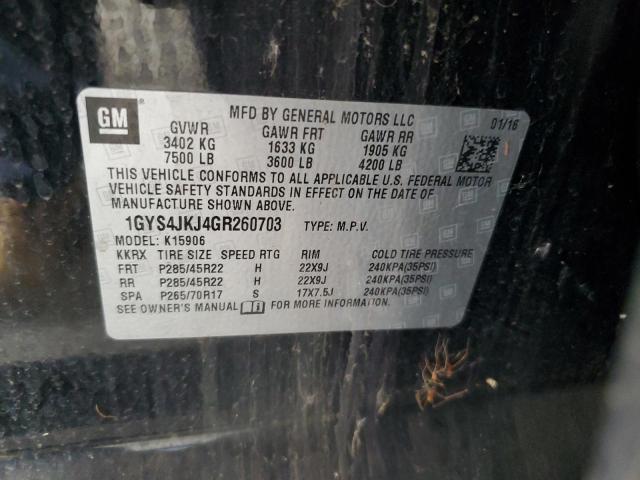 GM
MFD BY GENERAL MOTORS LLC
01/16
GVWR GAWR FRT GAWR RR
3402 KG 1633 KG 1905 KG
7500 LB 3600 LB 4200 LB
THIS VEHICLE CONFORMS TO ALL APPLICABLE U.S. FEDERAL MOTOR
VEHICLE SAFETY STANDARDS IN EFFECT ON THE DATE OF
MANUFACTURE SHOWN ABOVE.
1GYS4JKJ4GR260703 TYPE: M.P.V.
MODEL: K15906
KKRX TIRE SIZE SPEED RTG RIM COLD TIRE PRESSURE
FRT P285/45R22 H 22X9J 240KPA(35PSI)
RR P285/45R22 H 22X9J 240KPA(35PSI)
SPA P265/70R17 S 17X7.5J 240KPA(35PSI)
SEE OWNER'S MANUAL FOR MORE INFORMATION.